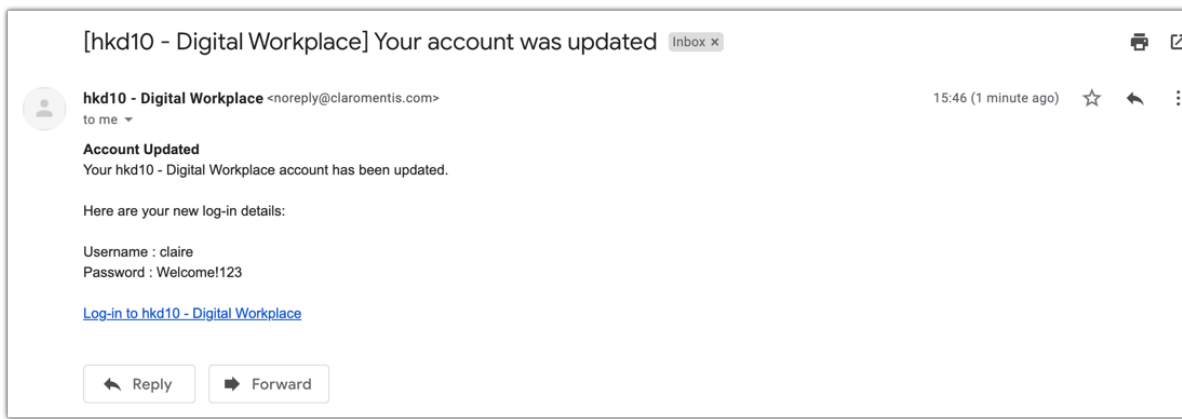 [hkd10 - Digital Workplace] Your account was updated Inbox x
hkd10 - Digital Workplace <noreply@claromentis.com> 15:46 (1 minute ago)
to me
Account Updated
Your hkd10 - Digital Workplace account has been updated.
Here are your new log-in details:
Username : claire
Password : Welcome!123
Log-in to hkd10 - Digital Workplace
Reply Forward